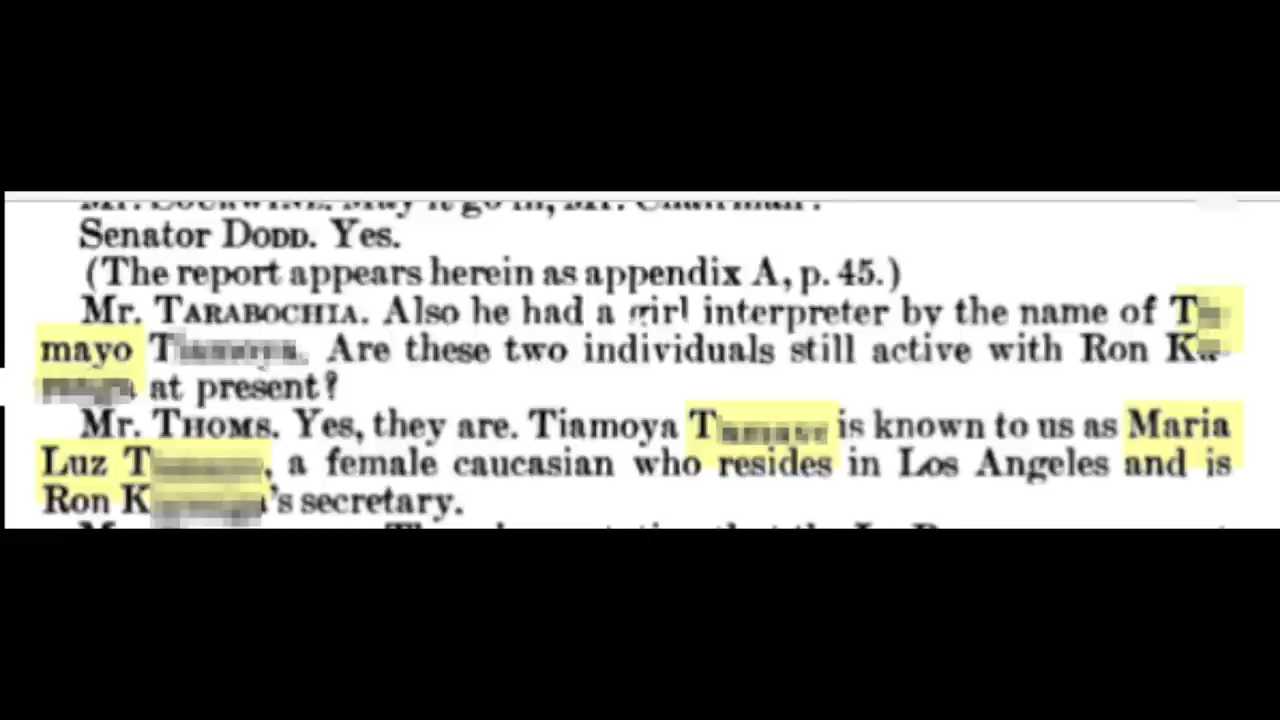 Senator DODD. Yes.
(The report appears herein as appendix A, p. 45.)
Mr. TARABOCHIA. Also he had a girl interpreter by the name of
mayo Are these two individuals still active with Ron
at present?
Mr. THOMS. Yes, they are. Tiamoya is known to us as Maria
Luz a female caucasian who resides in Los Angeles and is
Ron secretary.